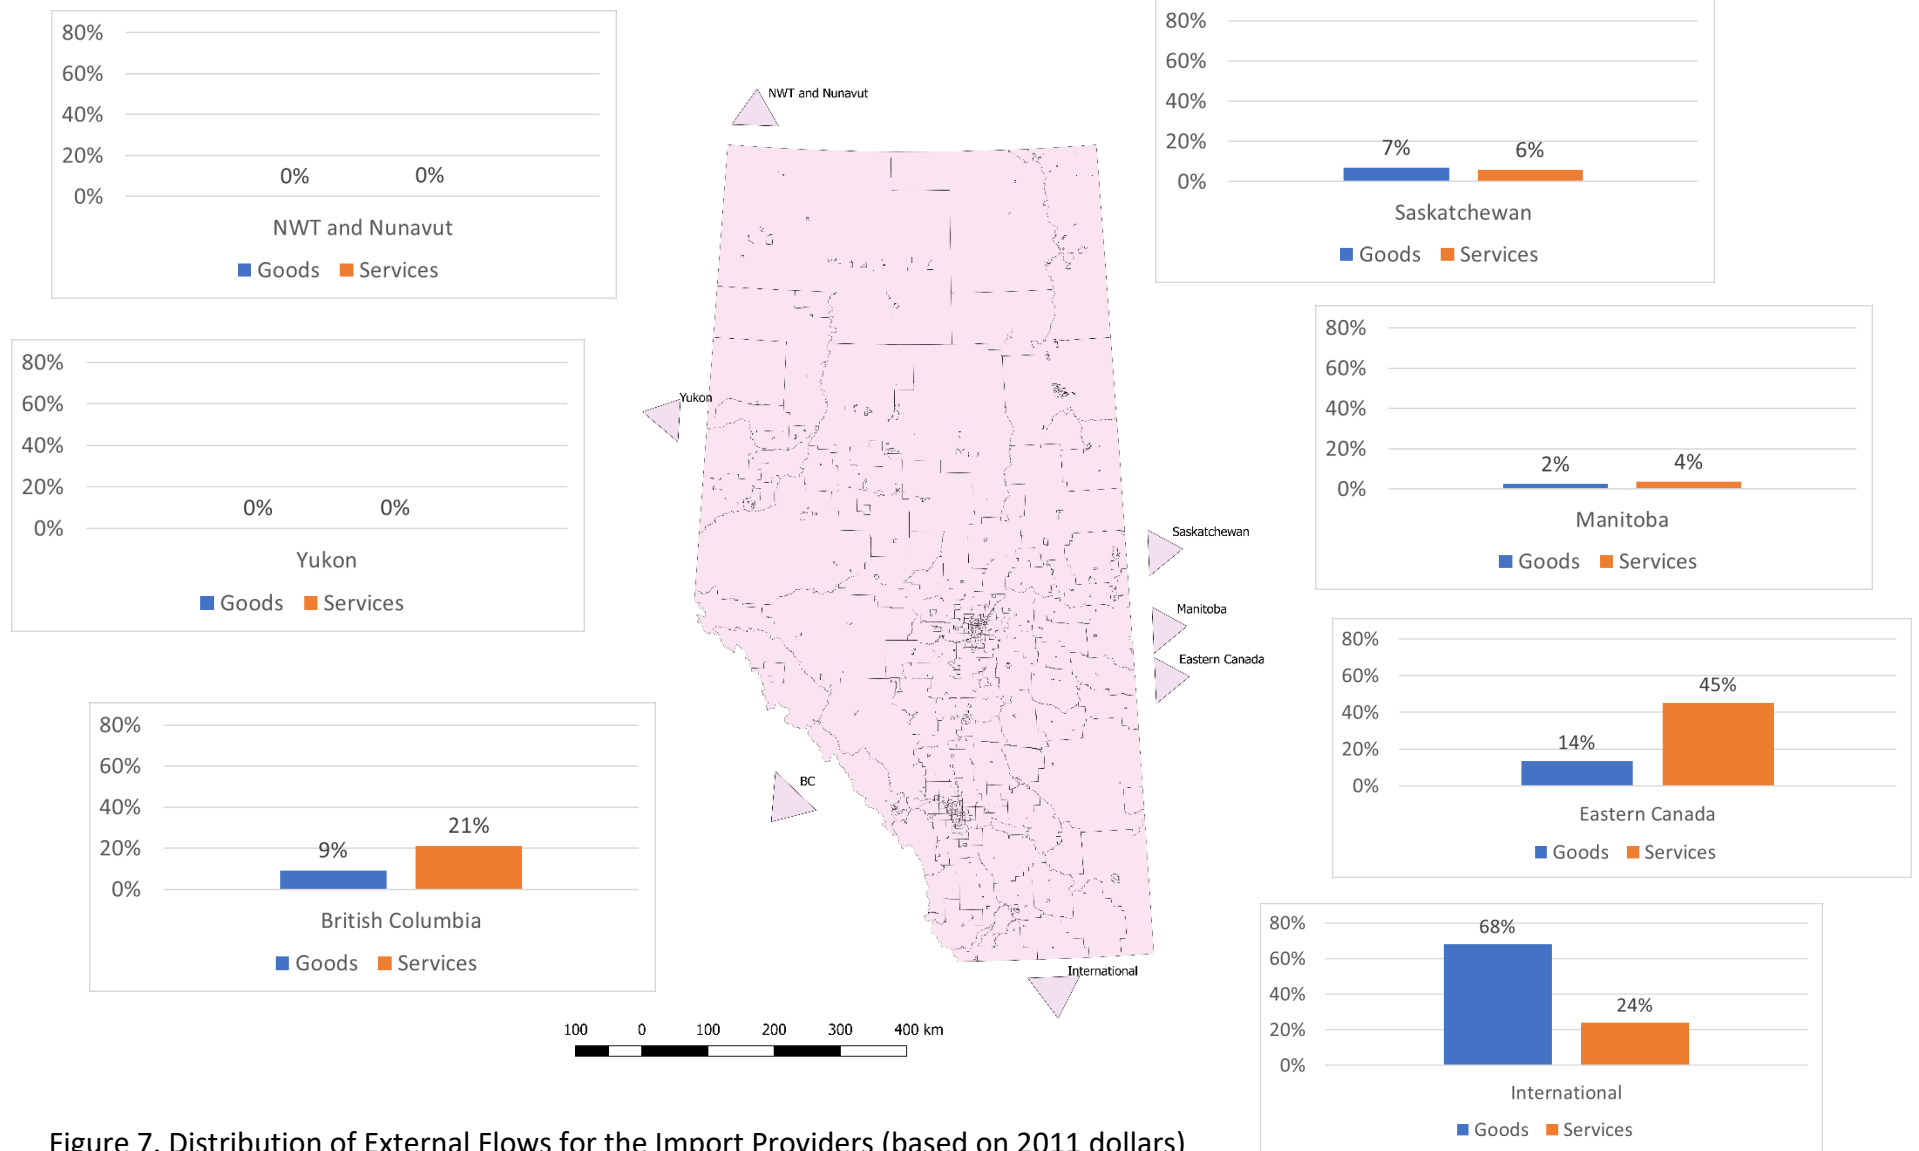 80%
60%
40%
20%
0%
0% 0%
NWT and Nunavut
Goods Services
80%
60%
40%
20%
0%
0% 0%
Yukon
Goods Services
80%
60%
40%
20%
0%
9% 21%
British Columbia
Goods Services
NWT and Nunavut
Yukon
Saskatchewan
Manitoba
Eastern Canada
BC
International
100 0 100 200 300 400 km
80%
60%
40%
20%
0%
7% 6%
Saskatchewan
Goods Services
80%
60%
40%
20%
0%
2% 4%
Manitoba
Goods Services
80%
60%
40%
20%
0%
14% 45%
Eastern Canada
Goods Services
80%
60%
40%
20%
0%
68% 24%
International
Goods Services
Figure 7. Distribution of External Flows for the Import Providers (based on 2011 dollars)